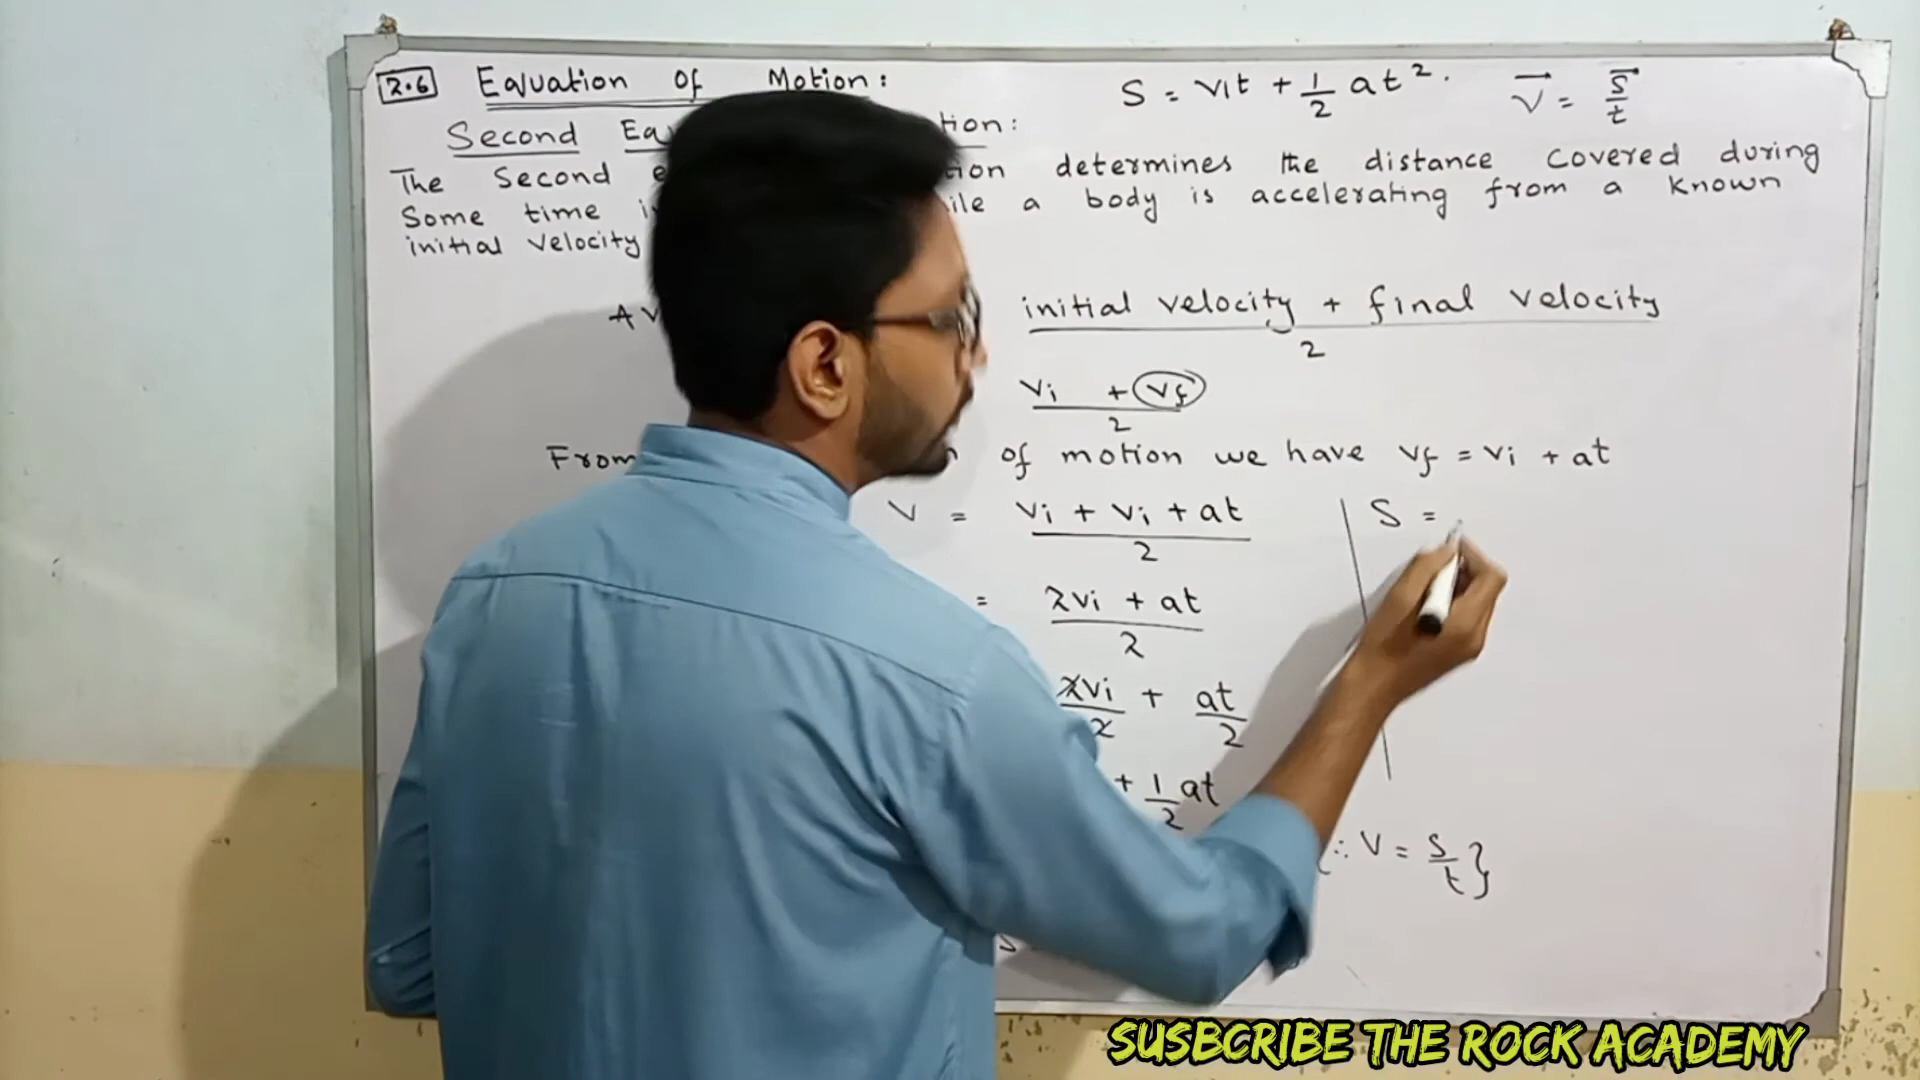 2.6 Equation Of Motion: S = Vit + 1/2 at². V = S/t
Second Eq tion:
The Second e tion determines the distance covered during
Some time i ile a body is accelerating from a known
initial velocity
Av initial velocity + final velocity / 2
Vi + Vf / 2
From of motion we have Vf = Vi + at
V = Vi + Vi + at / 2 S =
= 2Vi + at / 2
2Vi / 2 + at / 2
+ 1/2 at
{∴ V = S/t}
SUSBCRIBE THE ROCK ACADEMY